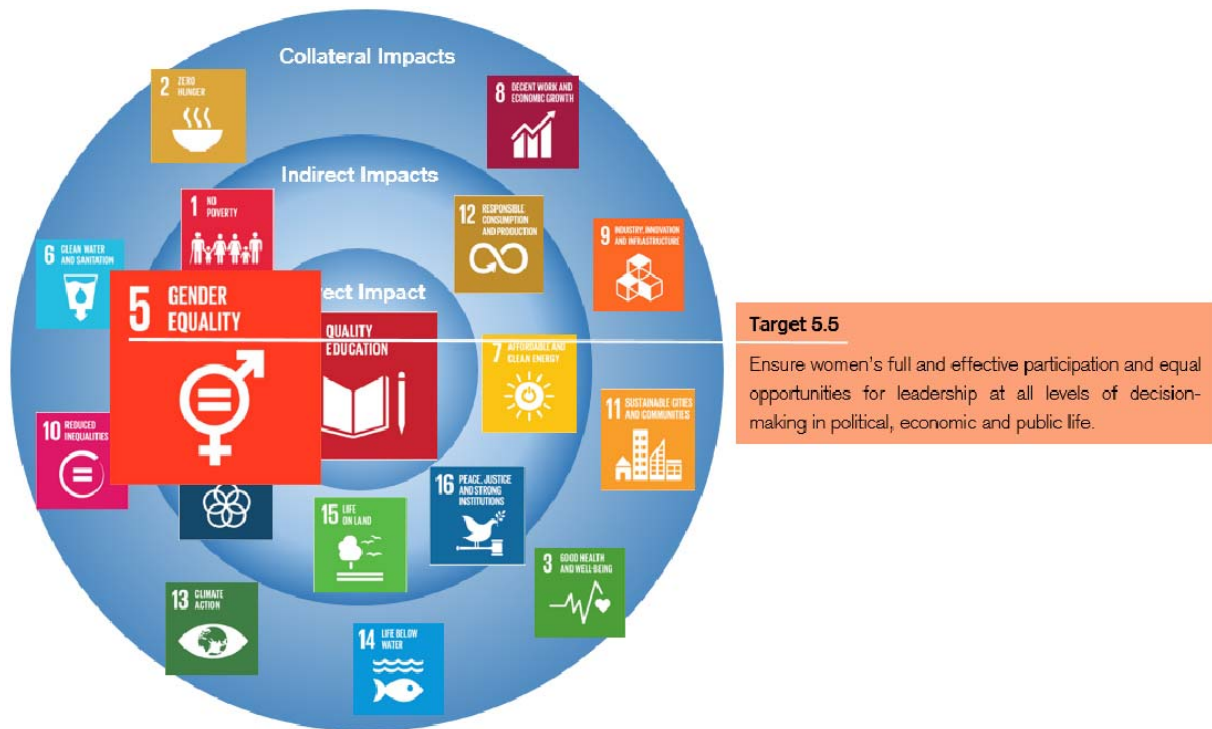 Collateral Impacts
2 ZERO
HUNGER
8 DECENT WORK AND
ECONOMIC GROWTH
Indirect Impacts
1 NO
POVERTY
12 RESPONSIBLE
CONSUMPTION
AND PRODUCTION
6 CLEAN WATER
AND SANITATION
9 INDUSTRY, INNOVATION
AND INFRASTRUCTURE
rect Impact
5 GENDER
EQUALITY
QUALITY
EDUCATION
7 AFFORDABLE AND
CLEAN ENERGY
Target 5.5
Ensure women's full and effective participation and equal
opportunities for leadership at all levels of decision-
making in political, economic and public life.
10 REDUCED
INEQUALITIES
11 SUSTAINABLE CITIES
AND COMMUNITIES
16 PEACE, JUSTICE
AND STRONG
INSTITUTIONS
15 LIFE
ON LAND
3 GOOD HEALTH
AND WELL-BEING
13 CLIMATE
ACTION
14 LIFE BELOW
WATER